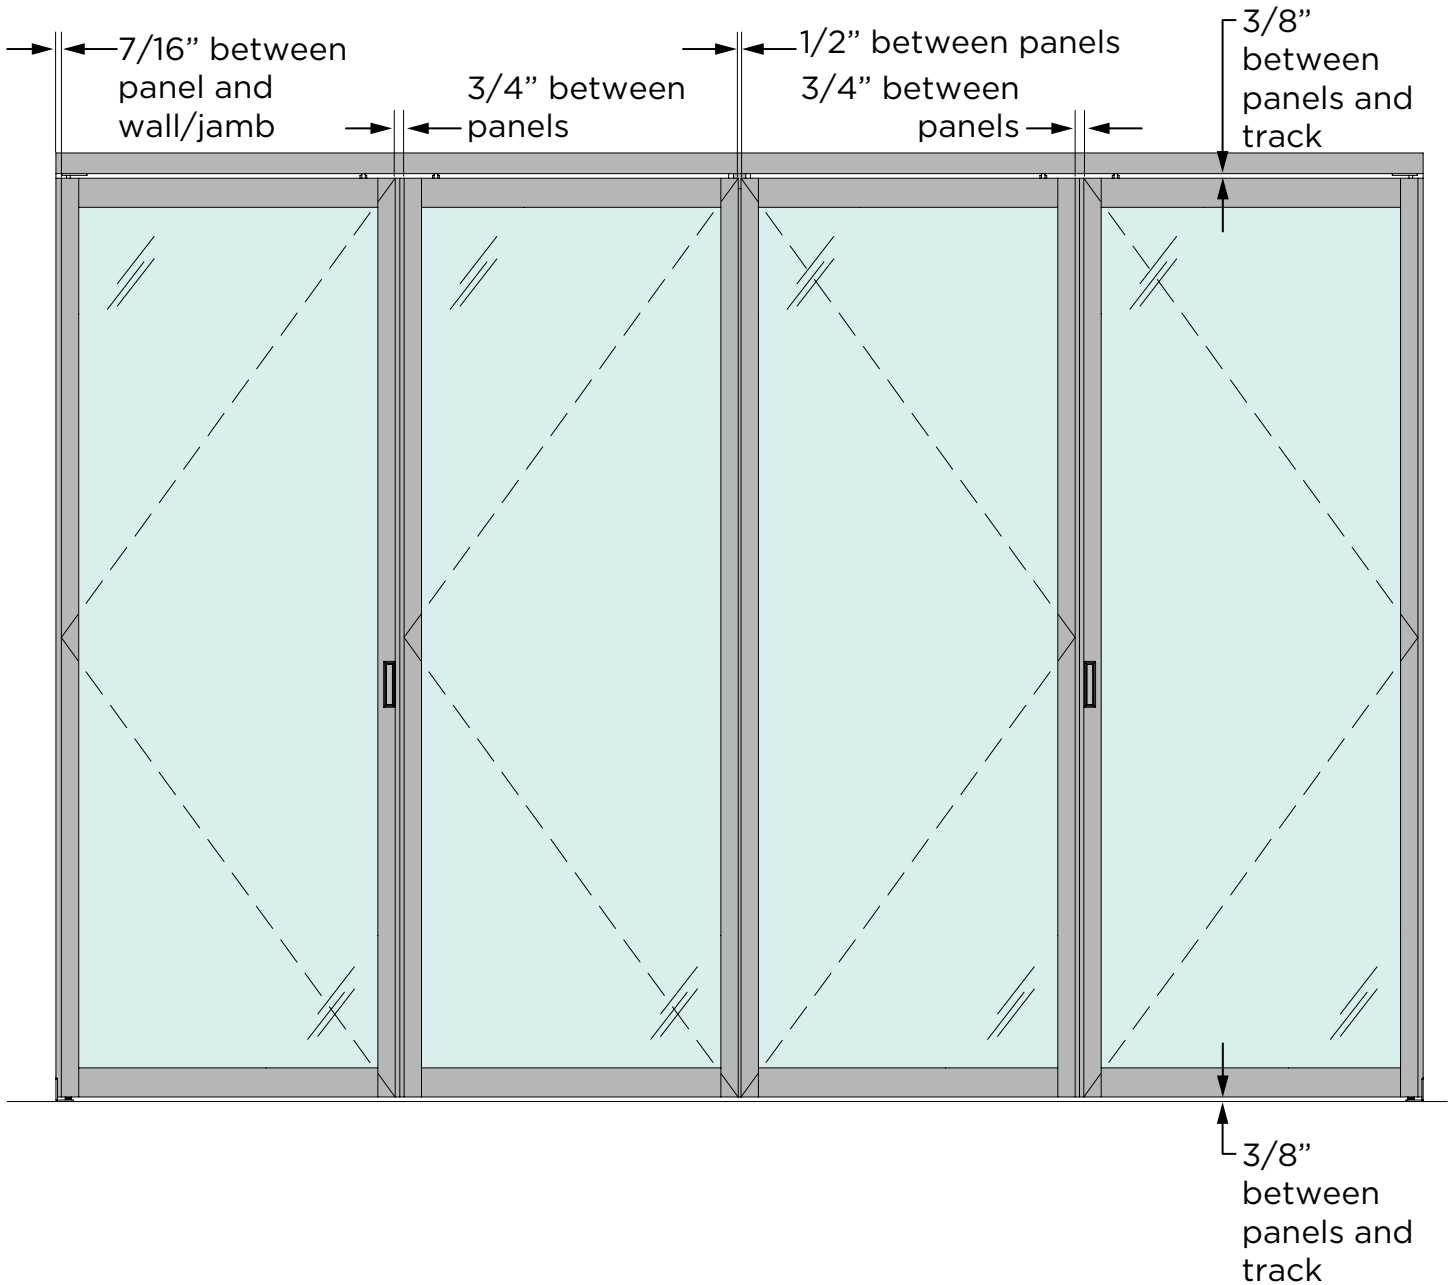 7/16” between
panel and
wall/jamb
3/4” between
panels
1/2” between panels
3/4” between
panels
3/8”
between
panels and
track
3/8”
between
panels and
track